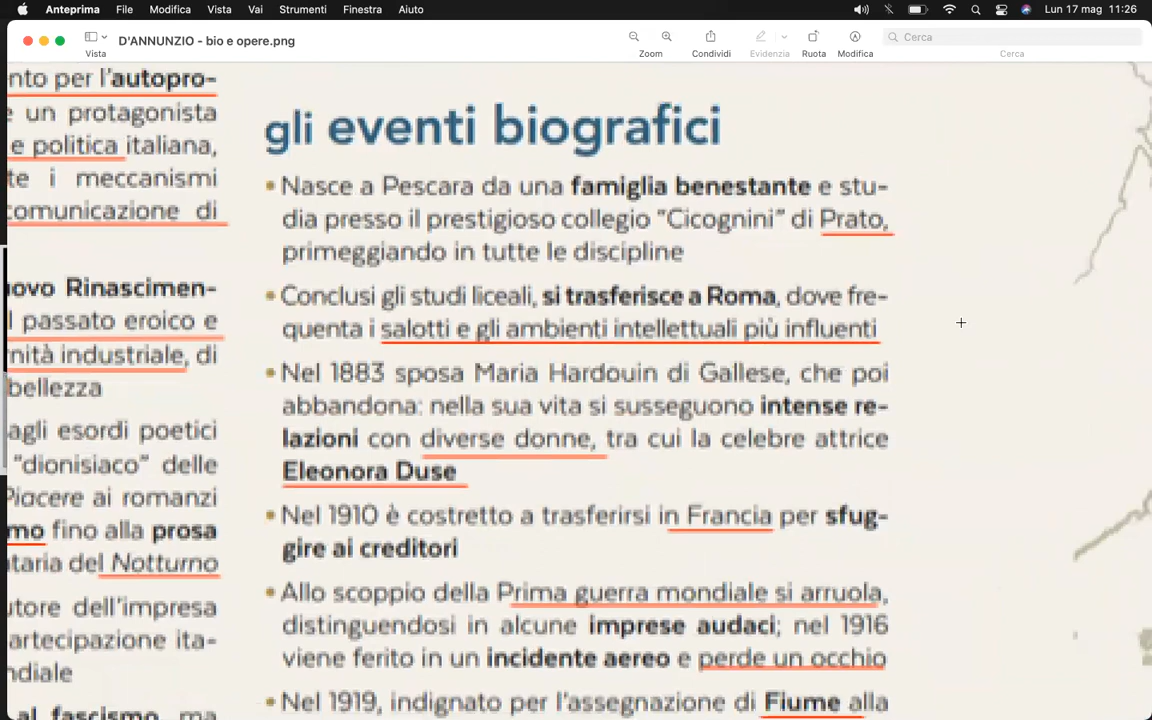 Anteprima File Modifica Vista Vai Strumenti Finestra Aiuto Lun 17 mag 11:26
D'ANNUNZIO - bio e opere.png
Cerca
Vista Zoom Condividi Evidenzia Ruota Modifica Cerca
nto per l'autopro-
e un protagonista
e politica italiana,
te i meccanismi
comunicazione di
uovo Rinascimen-
l passato eroico e
rnità industriale, di
bellezza
agli esordi poetici
"dionisiaco" delle
Piacere ai romanzi
mo fino alla prosa
ntaria del Notturno
utore dell'impresa
artecipazione ita-
ndiale
al fascismo, ma
gli eventi biografici
• Nasce a Pescara da una famiglia benestante e stu-
dia presso il prestigioso collegio "Cicognini" di Prato,
primeggiando in tutte le discipline
• Conclusi gli studi liceali, si trasferisce a Roma, dove fre-
quenta i salotti e gli ambienti intellettuali più influenti
• Nel 1883 sposa Maria Hardouin di Gallese, che poi
abbandona: nella sua vita si susseguono intense re-
lazioni con diverse donne, tra cui la celebre attrice
Eleonora Duse
• Nel 1910 è costretto a trasferirsi in Francia per sfug-
gire ai creditori
• Allo scoppio della Prima guerra mondiale si arruola,
distinguendosi in alcune imprese audaci; nel 1916
viene ferito in un incidente aereo e perde un occhio
• Nel 1919, indignato per l'assegnazione di Fiume alla